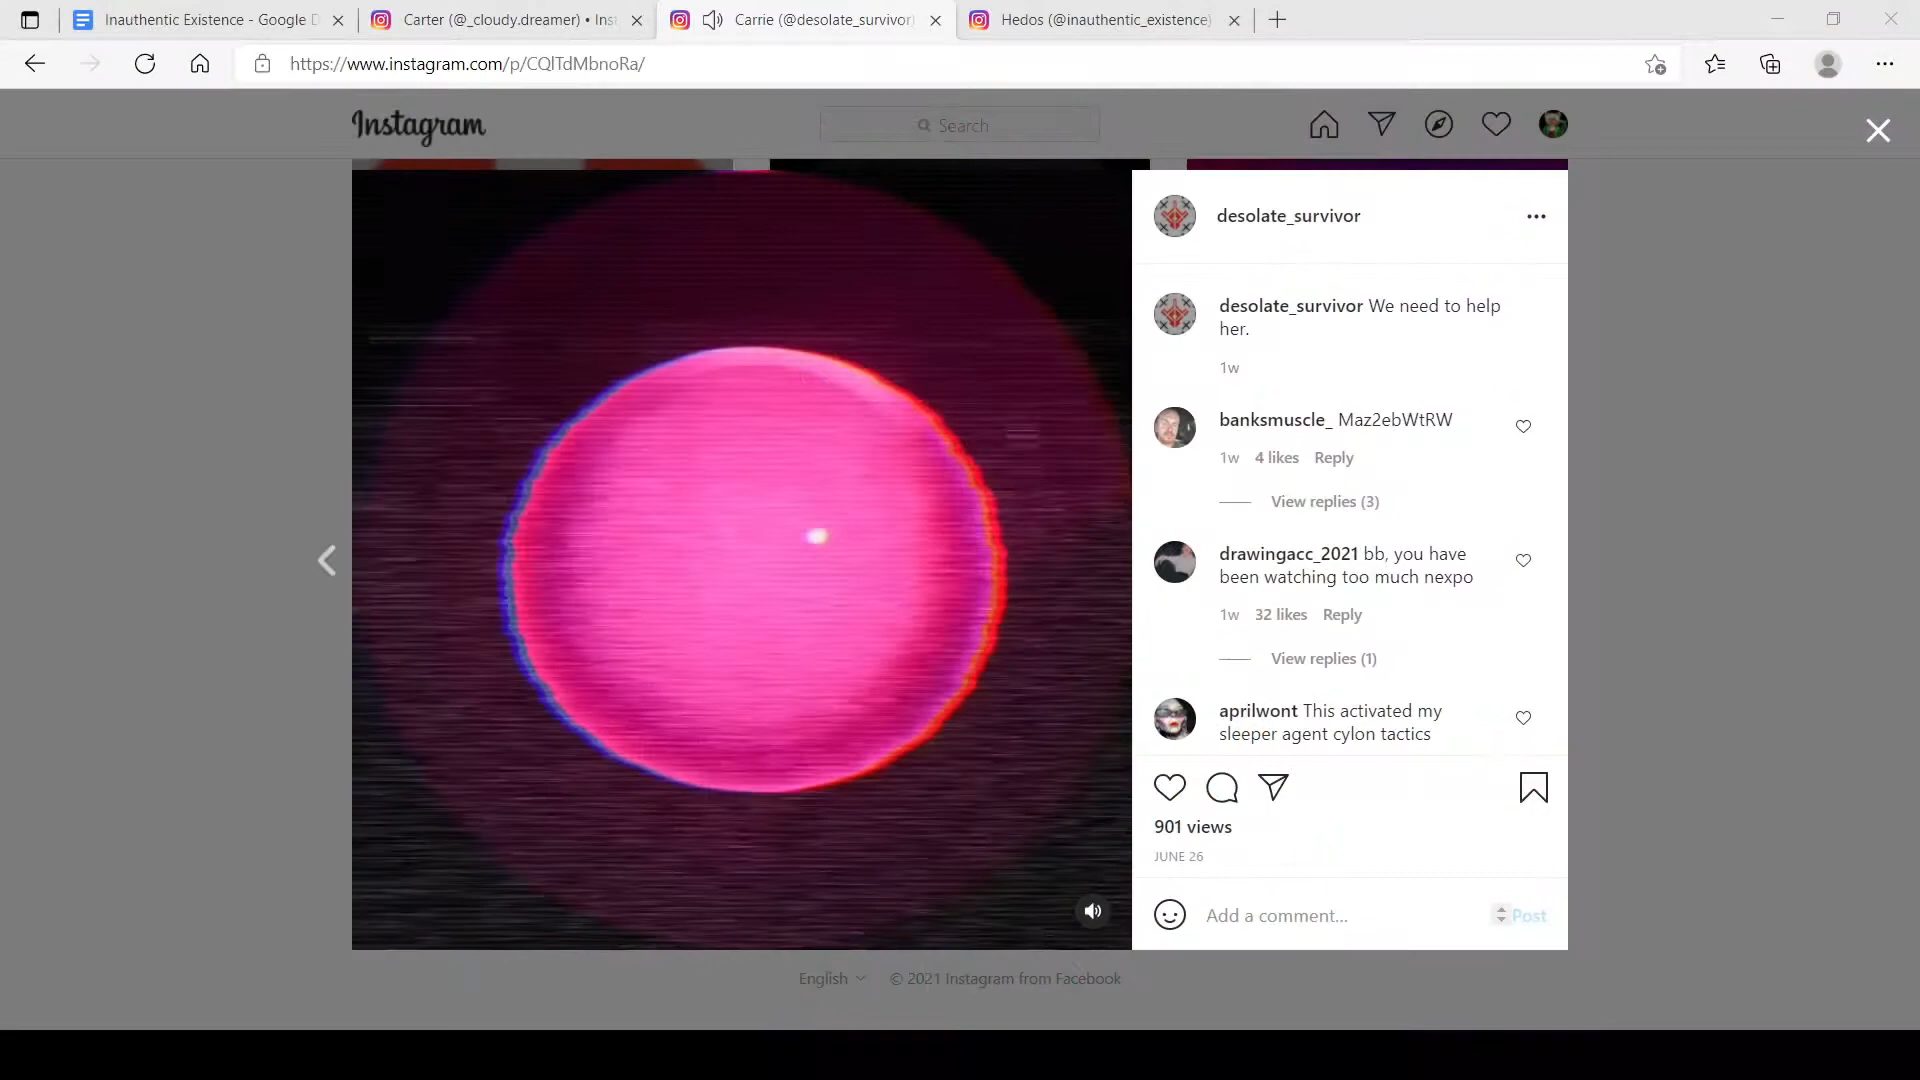 Inauthentic Existence - Google D
Carter (@_cloudy.dreamer) • Ins
Carrie (@desolate_survivor)
Hedos (@inauthentic_existence)
https://www.instagram.com/p/CQlTdMbnoRa/
Instagram
Search
desolate_survivor
desolate_survivor We need to help
her.
1w
banksmuscle_ Maz2ebWtRW
1w 4 likes Reply
View replies (3)
drawingacc_2021 bb, you have
been watching too much nexpo
1w 32 likes Reply
View replies (1)
aprilwont This activated my
sleeper agent cylon tactics
901 views
JUNE 26
Add a comment...
Post
English
© 2021 Instagram from Facebook